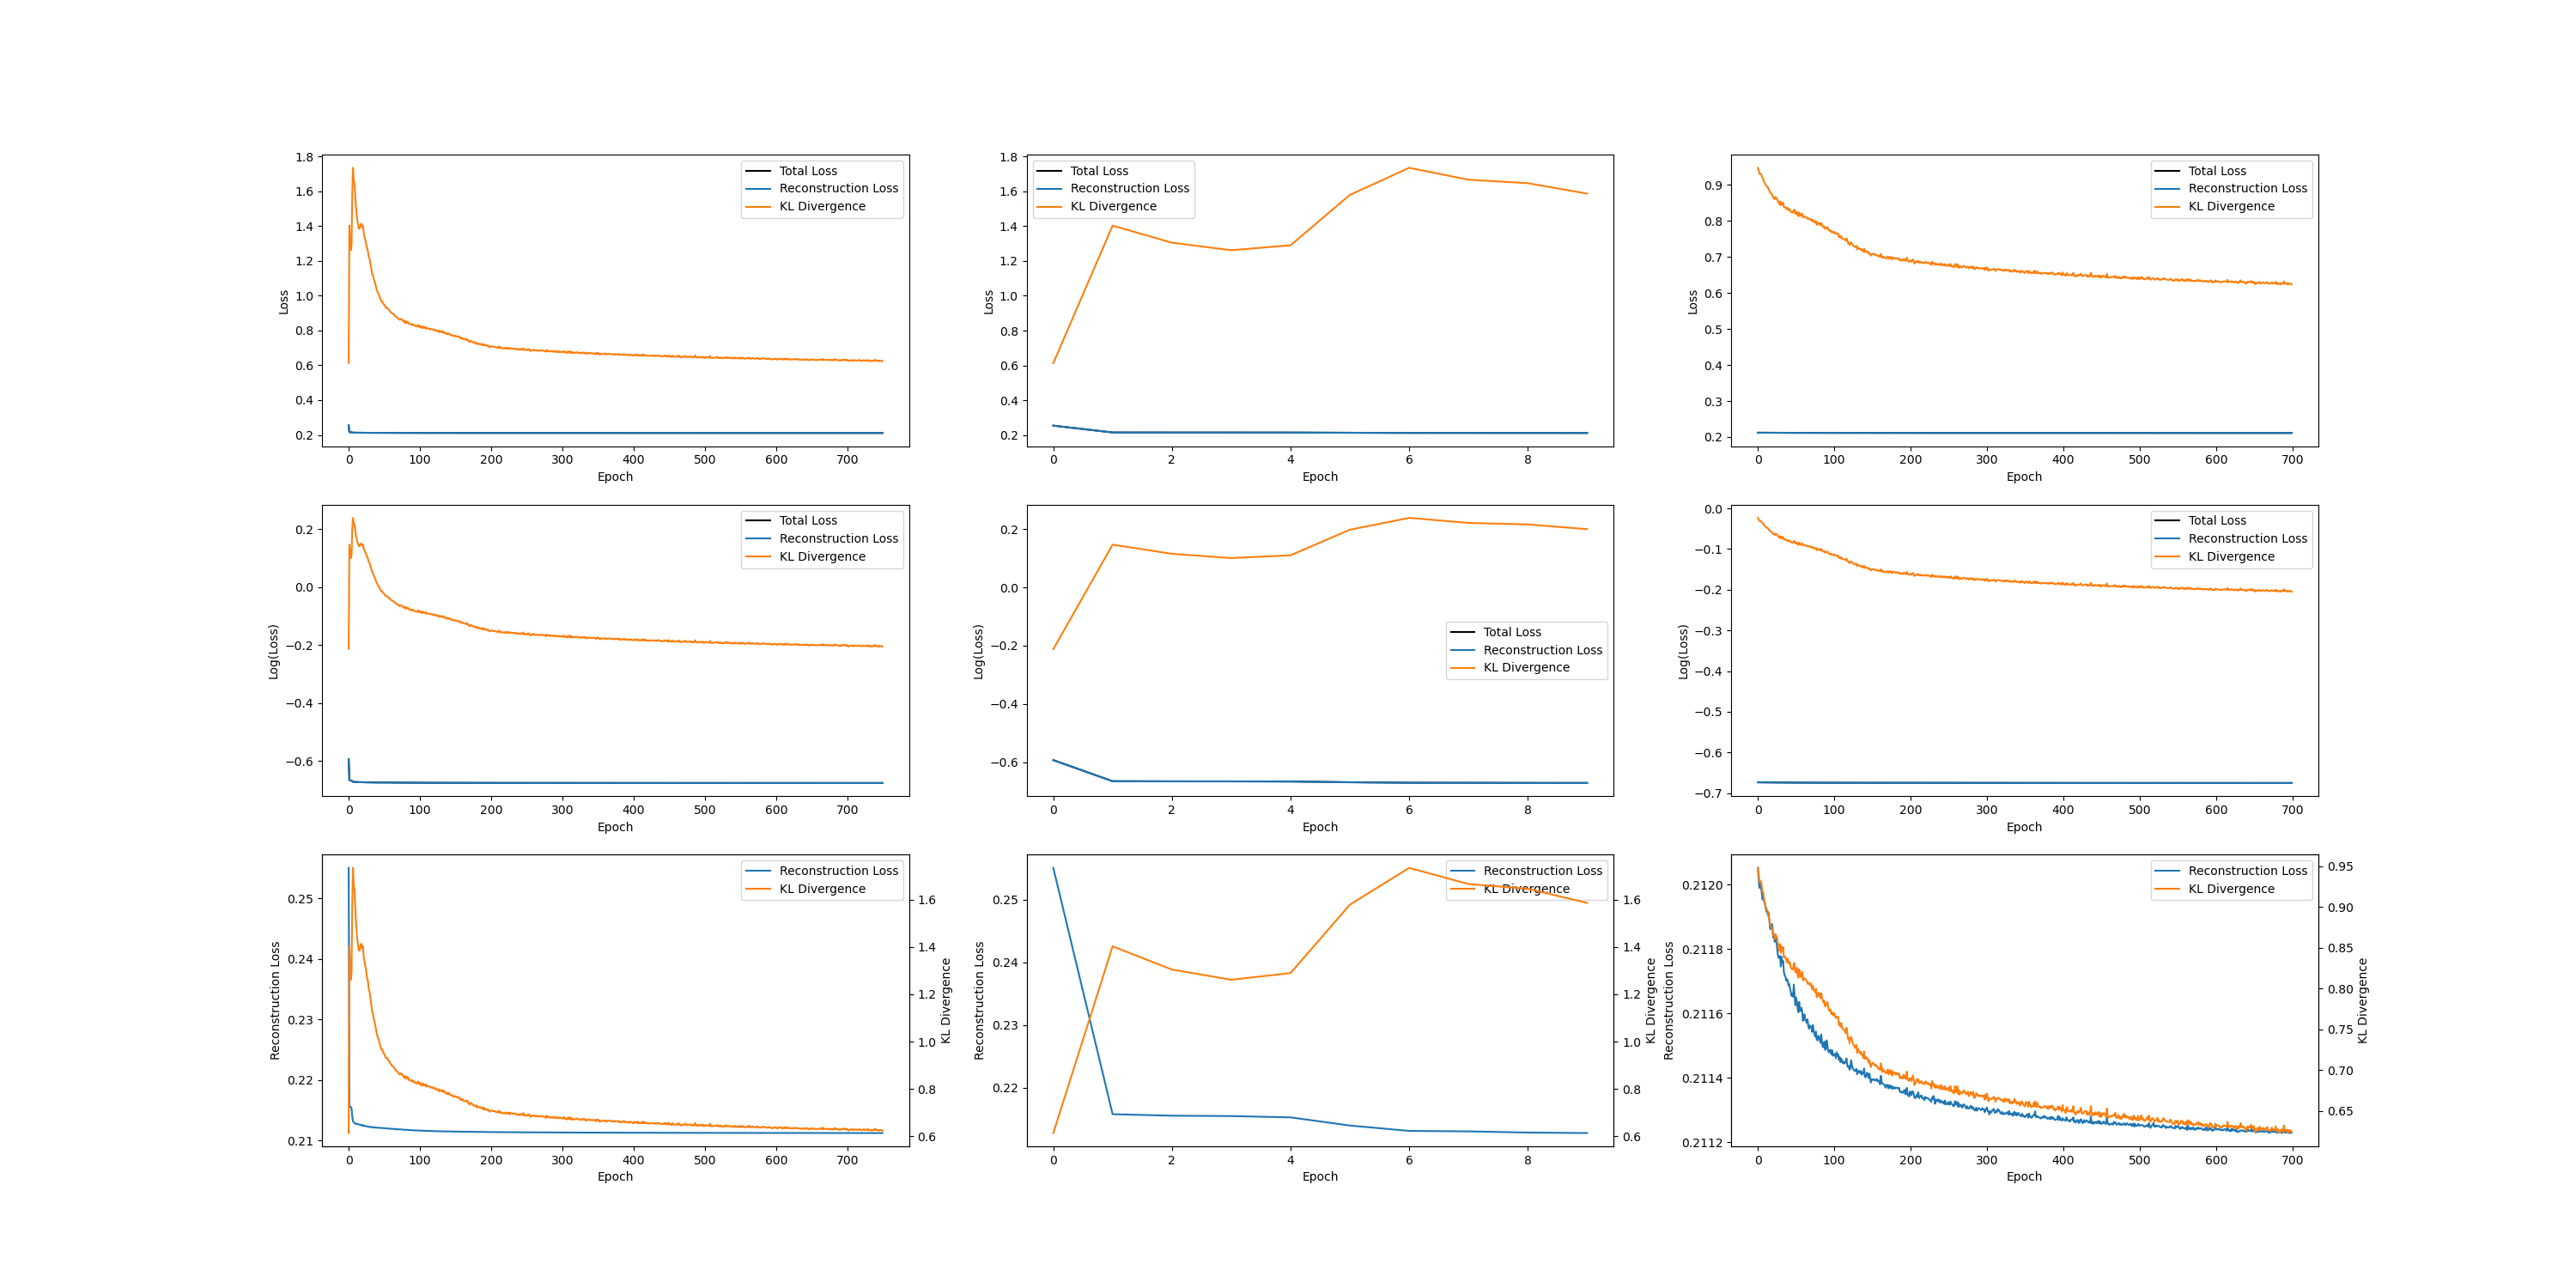 1.8
1.6
1.4
1.2
1.0
0.8
0.6
0.4
0.2
Loss
0 100 200 300 400 500 600 700
Epoch
Total Loss
Reconstruction Loss
KL Divergence
1.8
1.6
1.4
1.2
1.0
0.8
0.6
0.4
0.2
Loss
0 2 4 6 8
Epoch
Total Loss
Reconstruction Loss
KL Divergence
0.9
0.8
0.7
0.6
0.5
0.4
0.3
0.2
Loss
0 100 200 300 400 500 600 700
Epoch
Total Loss
Reconstruction Loss
KL Divergence
0.2
0.0
−0.2
−0.4
−0.6
Log(Loss)
0 100 200 300 400 500 600 700
Epoch
Total Loss
Reconstruction Loss
KL Divergence
0.2
0.0
−0.2
−0.4
−0.6
Log(Loss)
0 2 4 6 8
Epoch
Total Loss
Reconstruction Loss
KL Divergence
0.0
−0.1
−0.2
−0.3
−0.4
−0.5
−0.6
−0.7
Log(Loss)
0 100 200 300 400 500 600 700
Epoch
Total Loss
Reconstruction Loss
KL Divergence
0.25
0.24
0.23
0.22
0.21
Reconstruction Loss
0 100 200 300 400 500 600 700
Epoch
Reconstruction Loss
KL Divergence
1.6
1.4
1.2
1.0
0.8
0.6
KL Divergence
0.25
0.24
0.23
0.22
Reconstruction Loss
0 2 4 6 8
Epoch
Reconstruction Loss
KL Divergence
1.6
1.4
1.2
1.0
0.8
0.6
KL Divergence
0.2120
0.2118
0.2116
0.2114
0.2112
Reconstruction Loss
0 100 200 300 400 500 600 700
Epoch
Reconstruction Loss
KL Divergence
0.95
0.90
0.85
0.80
0.75
0.70
0.65
KL Divergence